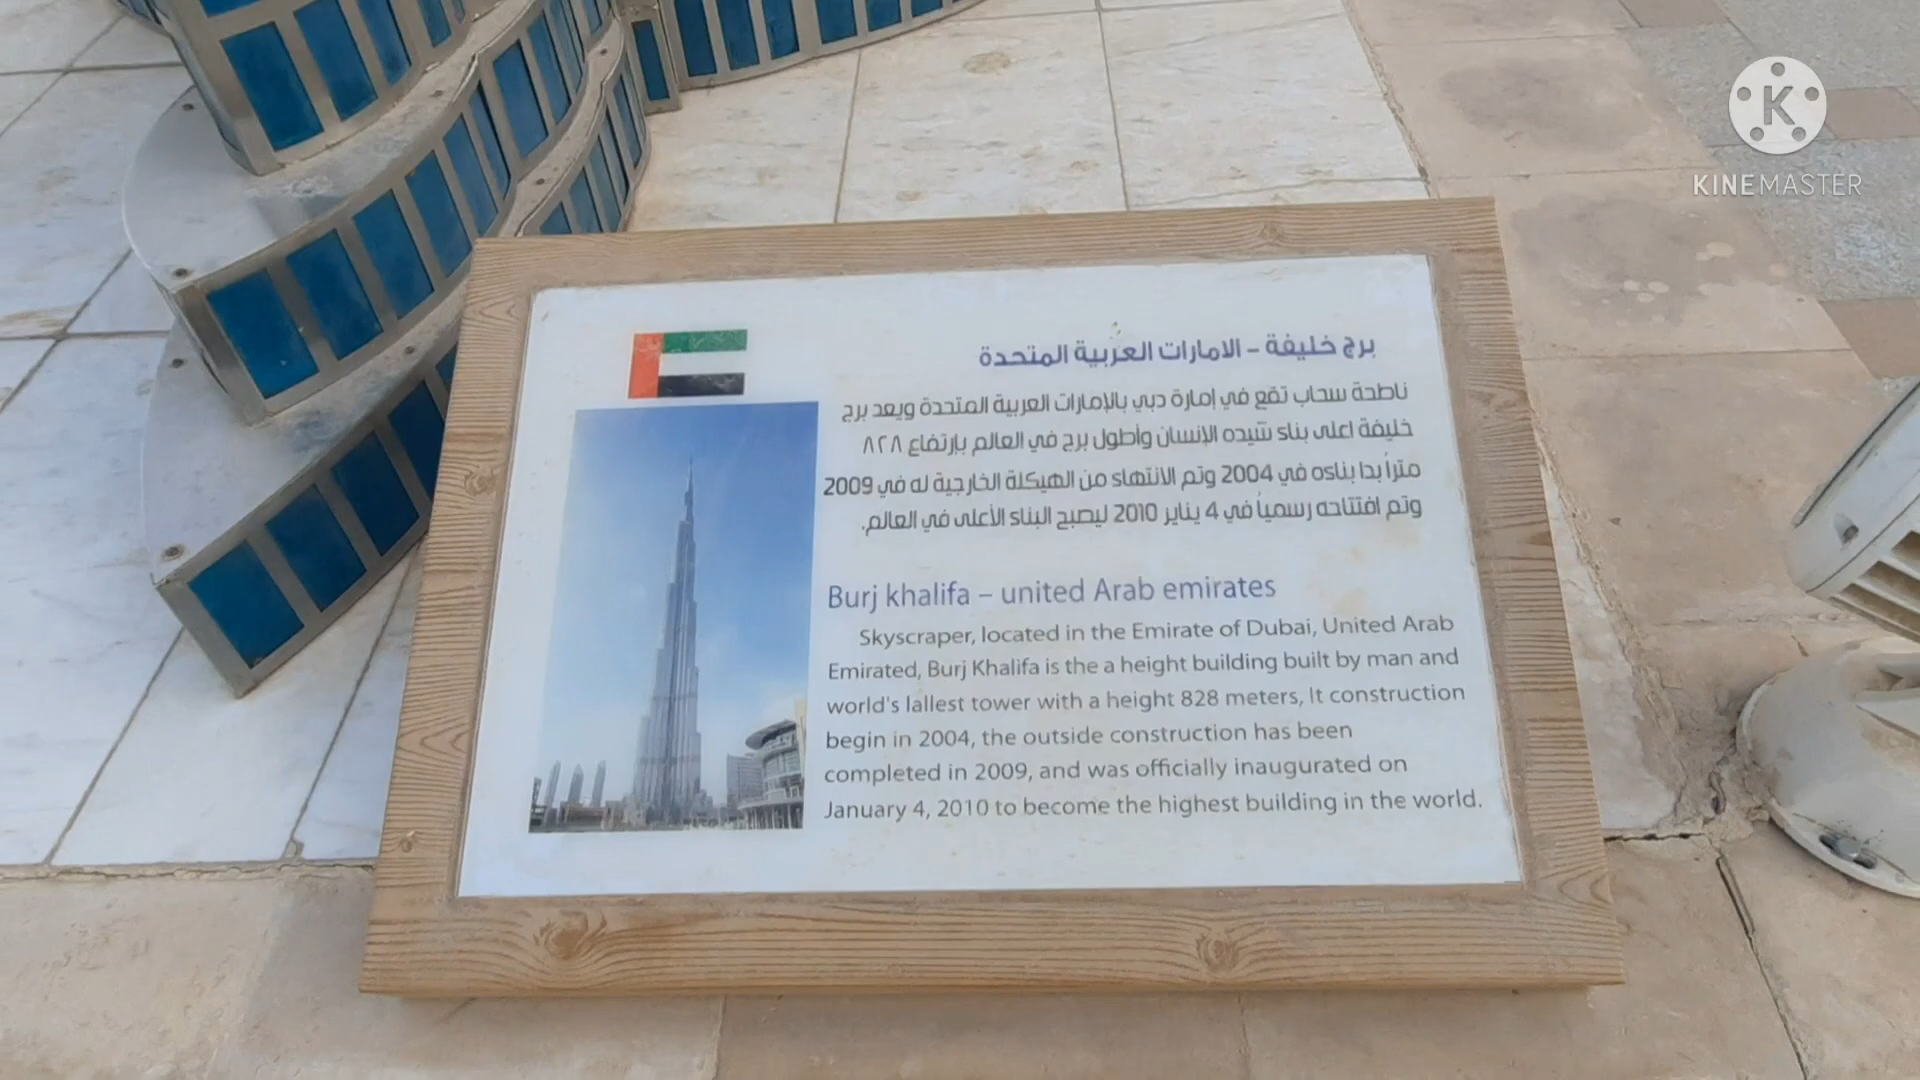 برج خليفة – الامارات العربية المتحدة
ناطحة سحاب تقع في إمارة دبي بالإمارات العربية المتحدة ويعد برج
خليفة اعلى بناء شيده الإنسان وأطول برج في العالم بإرتفاع ٨٢٨
متراً بدا بناءه في 2004 وتم الانتهاء من الهيكلة الخارجية له في 2009
وتم افتتاحه رسمياً في 4 يناير 2010 ليصبح البناء الأعلى في العالم.
Burj khalifa – united Arab emirates
Skyscraper, located in the Emirate of Dubai, United Arab
Emirated, Burj Khalifa is the a height building built by man and
world's lallest tower with a height 828 meters, It construction
begin in 2004, the outside construction has been
completed in 2009, and was officially inaugurated on
January 4, 2010 to become the highest building in the world.
K
KINEMASTER